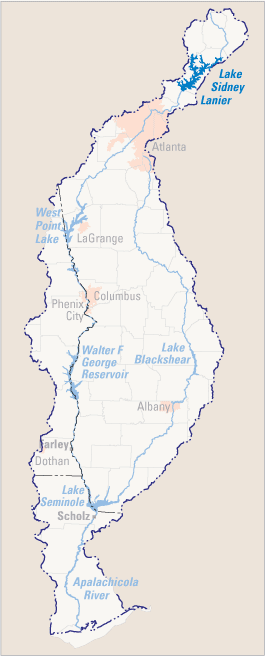 Lake
Sidney
Lanier
Atlanta
West
Point
Lake
LaGrange
Columbus
Phenix
City
Walter F
George
Reservoir
Lake
Blackshear
Albany
Farley
Dothan
Lake
Seminole
Scholz
Apalachicola
River